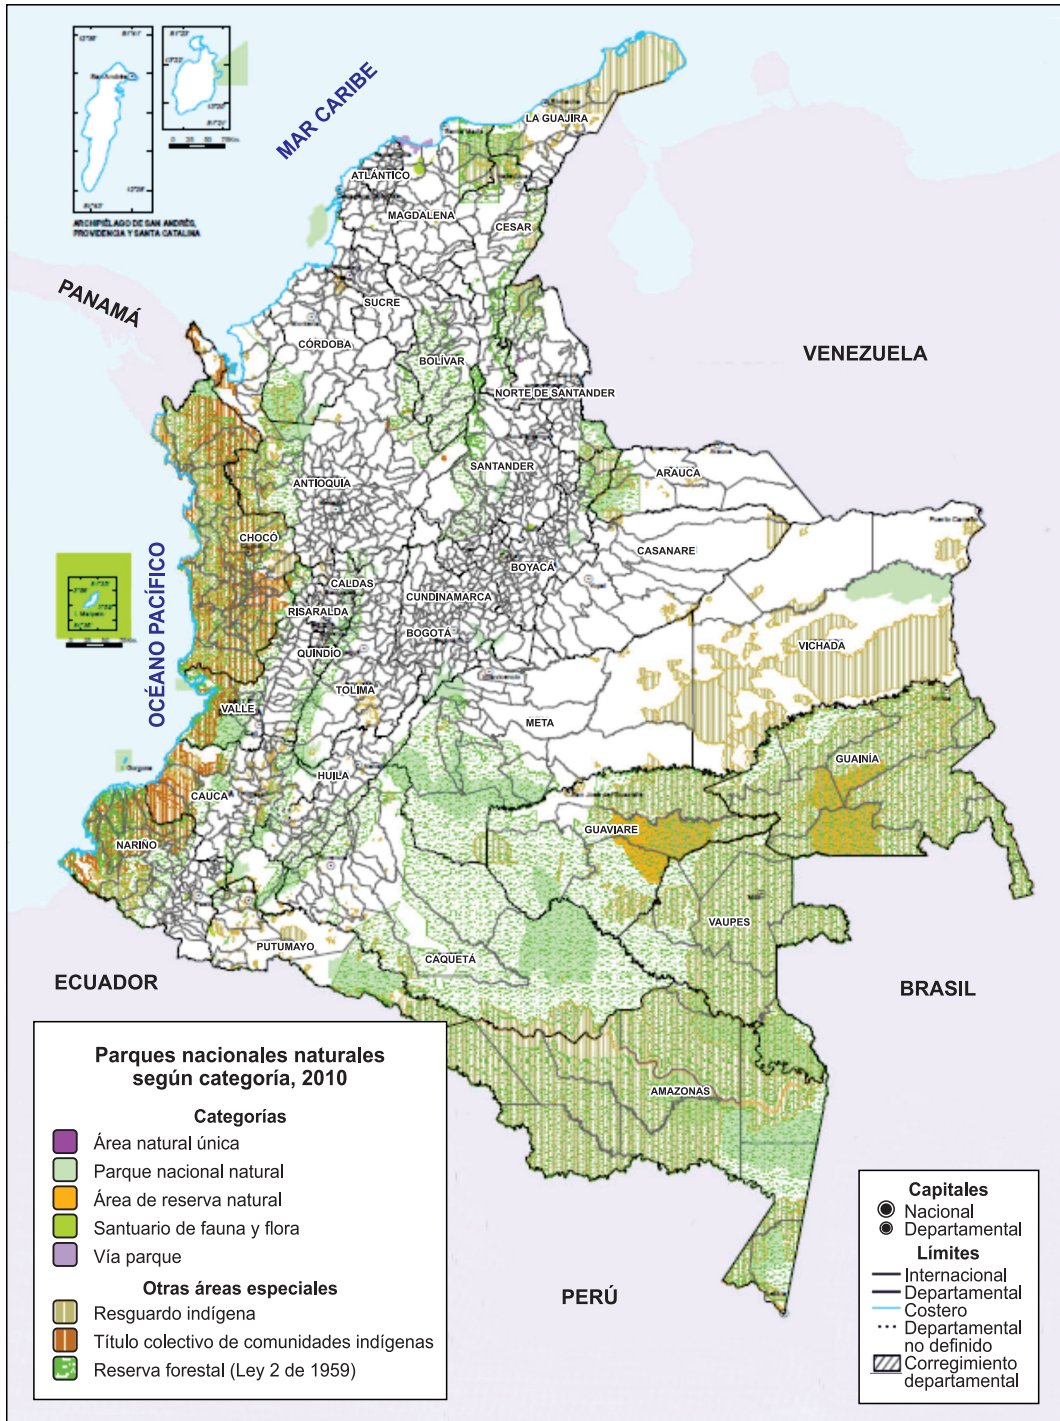 ARCHIPIÉLAGO DE SAN ANDRÉS,
PROVIDENCIA Y SANTA CATALINA
MAR CARIBE
LA GUAJIRA
ATLÁNTICO
MAGDALENA
CESAR
PANAMÁ
SUCRE
CÓRDOBA
BOLÍVAR
VENEZUELA
NORTE DE SANTANDER
SANTANDER
ARAUCA
ANTIOQUÍA
CHOCÓ
CASANARE
BOYACÁ
CALDAS
CUNDINAMARCA
RISARALDA
BOGOTÁ
OCÉANO PACÍFICO
QUINDÍO
VICHADA
TOLIMA
VALLE
META
GUAINÍA
HUILA
CAUCA
GUAVIARE
NARIÑO
VAUPES
PUTUMAYO
CAQUETÁ
ECUADOR
BRASIL
AMAZONAS
PERÚ
Parques nacionales naturales
según categoría, 2010
Categorías
Área natural única
Parque nacional natural
Área de reserva natural
Santuario de fauna y flora
Vía parque
Otras áreas especiales
Resguardo indígena
Título colectivo de comunidades indígenas
Reserva forestal (Ley 2 de 1959)
Capitales
Nacional
Departamental
Límites
Internacional
Departamental
Costero
Departamental
no definido
Corregimiento
departamental